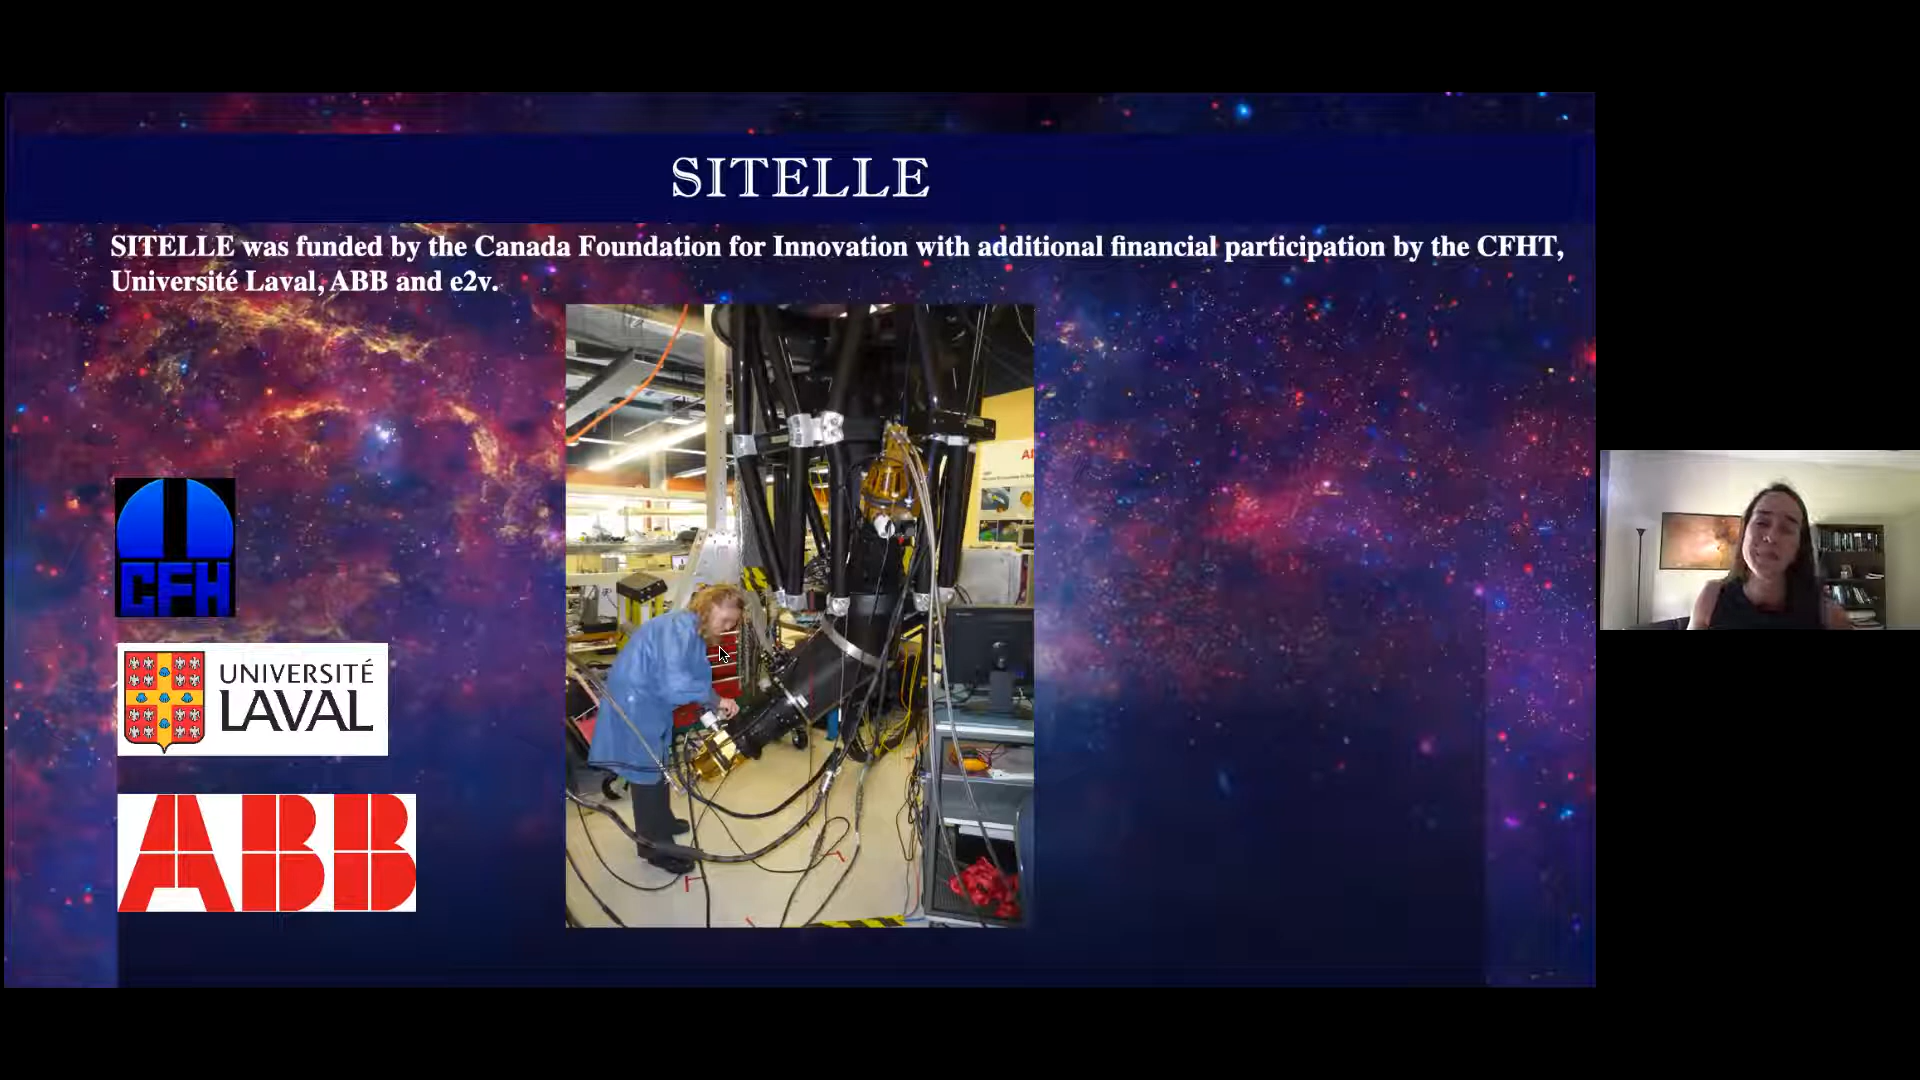 SITELLE
SITELLE was funded by the Canada Foundation for Innovation with additional financial participation by the CFHT,
Université Laval, ABB and e2v.
CFH
UNIVERSITÉ
LAVAL
ABB